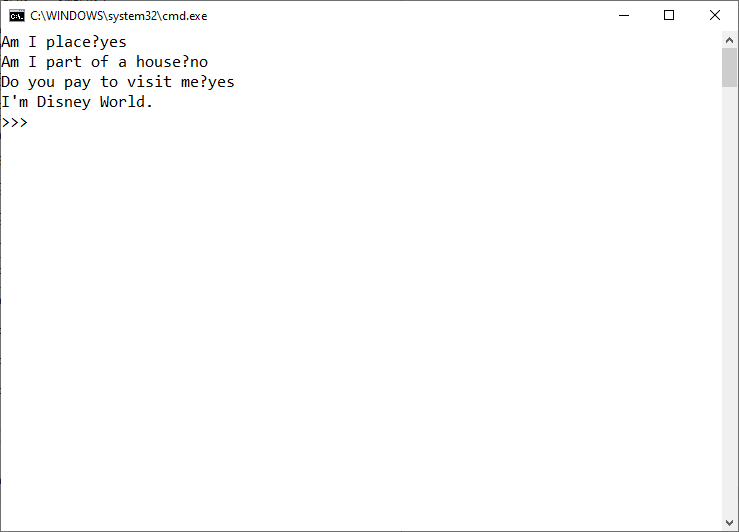 C:\WINDOWS\system32\cmd.exe
Am I place?yes
Am I part of a house?no
Do you pay to visit me?yes
I'm Disney World.
>>>